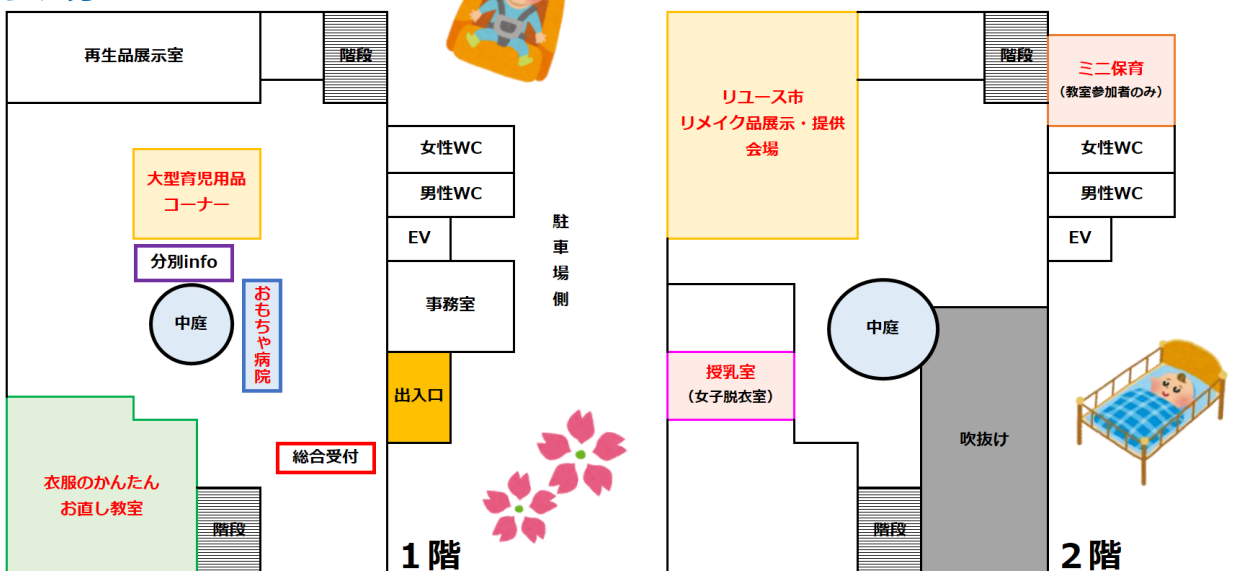 再生品展示室
階段
女性WC
男性WC
EV
大型育児用品
コーナー
分別info
中庭
おもちゃ病院
事務室
駐車場側
出入口
総合受付
衣服のかんたん
お直し教室
階段
1階
リユース市
リメイク品展示・提供
会場
階段
ミニ保育
(教室参加者のみ)
女性WC
男性WC
EV
中庭
授乳室
(女子脱衣室)
吹抜け
階段
2階